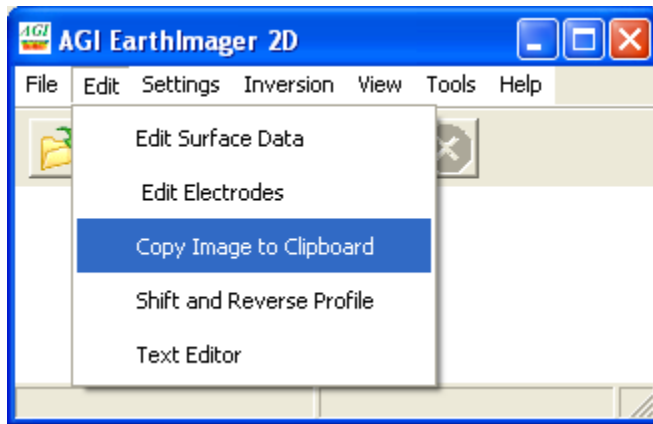 AGI AGI EarthImager 2D
File Edit Settings Inversion View Tools Help
Edit Surface Data
Edit Electrodes
Copy Image to Clipboard
Shift and Reverse Profile
Text Editor